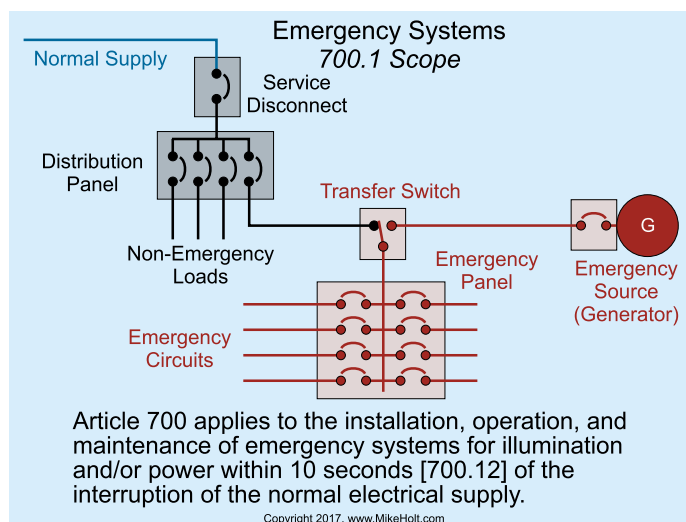 Emergency Systems
700.1 Scope
Normal Supply
Service
Disconnect
Distribution
Panel
Transfer Switch
G
Non-Emergency
Loads
Emergency
Panel
Emergency
Source
(Generator)
Emergency
Circuits
Article 700 applies to the installation, operation, and
maintenance of emergency systems for illumination
and/or power within 10 seconds [700.12] of the
interruption of the normal electrical supply.
Copyright 2017, www.MikeHolt.com